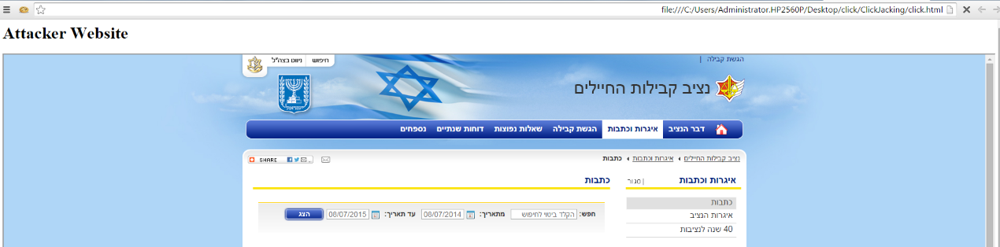 file:///C:/Users/Administrator.HP2560P/Desktop/click/ClickJacking/click.html
Attacker Website
הגשת קבילה |
חיפוש
ניווט בצה"ל
נציב קבילות החיילים
דבר הנציב
איגרות וכתבות
הגשת קבילה
שאלות נפוצות
דוחות שנתיים
נספחים
נציב קבילות החיילים
איגרות וכתבות
כתבות
SHARE
איגרות וכתבות
| סגור
כתבות
כתבות
איגרות הנציב
40 שנה לנציבות
חפש: הקלד ביטוי לחיפוש מתאריך: 08/07/2014 עד תאריך: 08/07/2015 הצג